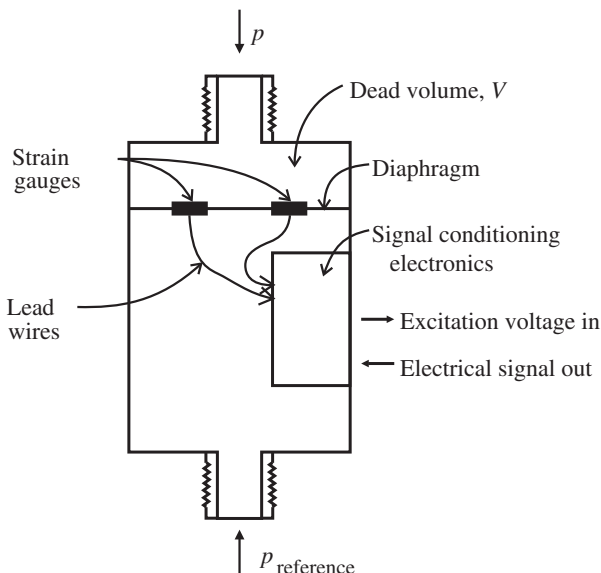 p
Dead volume, V
Strain
gauges
Diaphragm
Signal conditioning
electronics
Lead
wires
Excitation voltage in
Electrical signal out
p reference